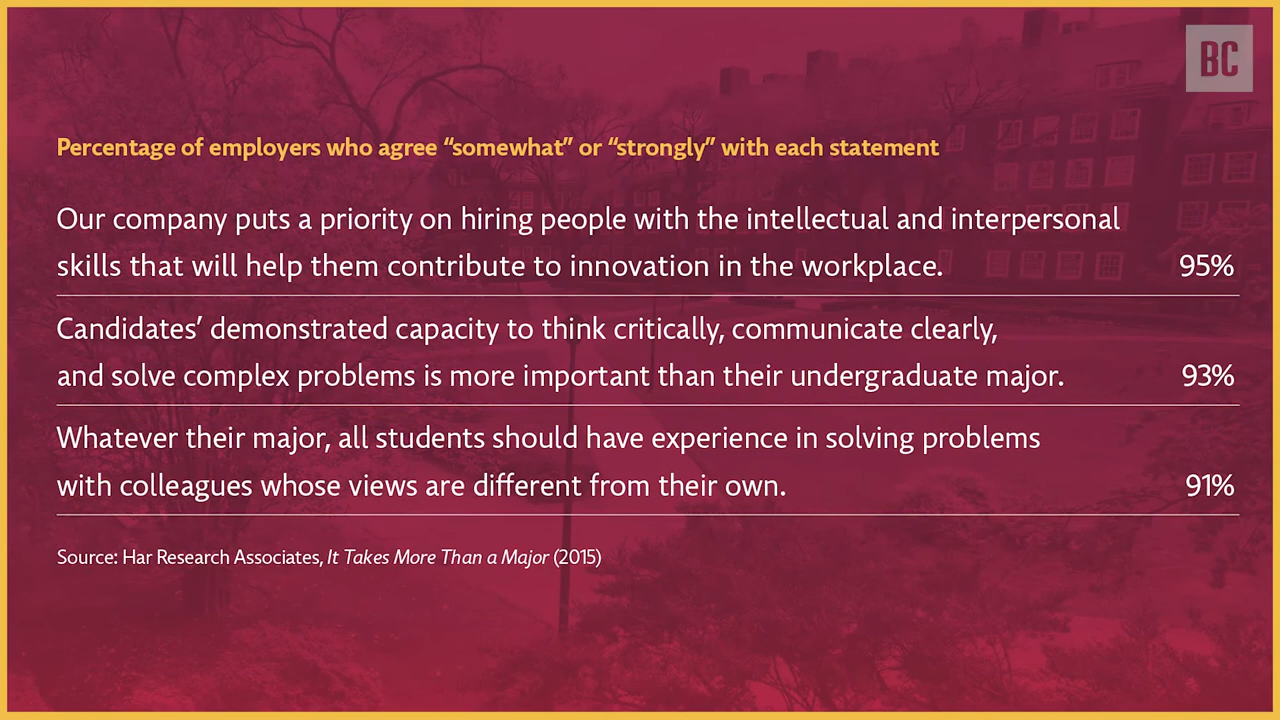 BC
Percentage of employers who agree “somewhat” or “strongly” with each statement
Our company puts a priority on hiring people with the intellectual and interpersonal
skills that will help them contribute to innovation in the workplace. 95%
Candidates’ demonstrated capacity to think critically, communicate clearly,
and solve complex problems is more important than their undergraduate major. 93%
Whatever their major, all students should have experience in solving problems
with colleagues whose views are different from their own. 91%
Source: Har Research Associates, It Takes More Than a Major (2015)